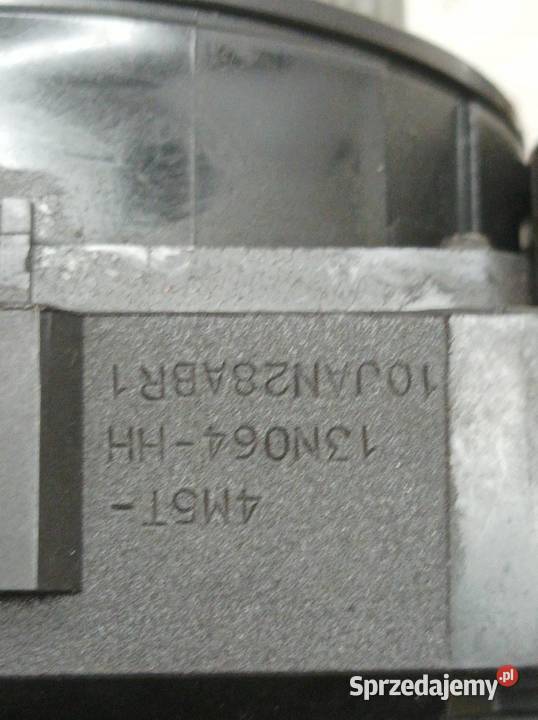 4M5T-
13N064-HH
10JAN28ABR1
Sprzedajemy.pl